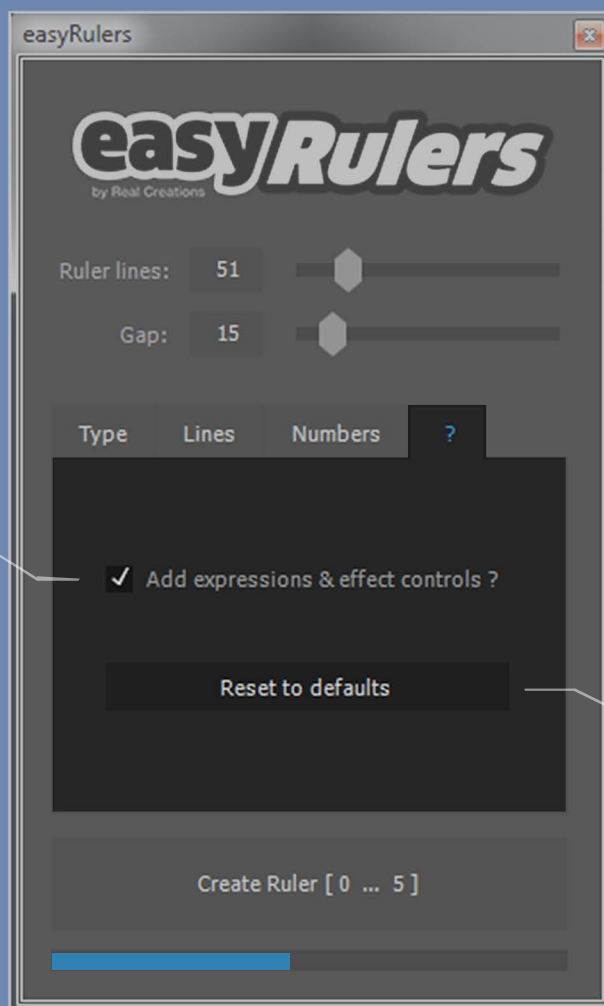 easyRulers
easyRulers
by Real Creations
Ruler lines: 51
Gap: 15
Type Lines Numbers ?
Add expressions & effect controls ?
Reset to defaults
Create Ruler [ 0 ... 5 ]